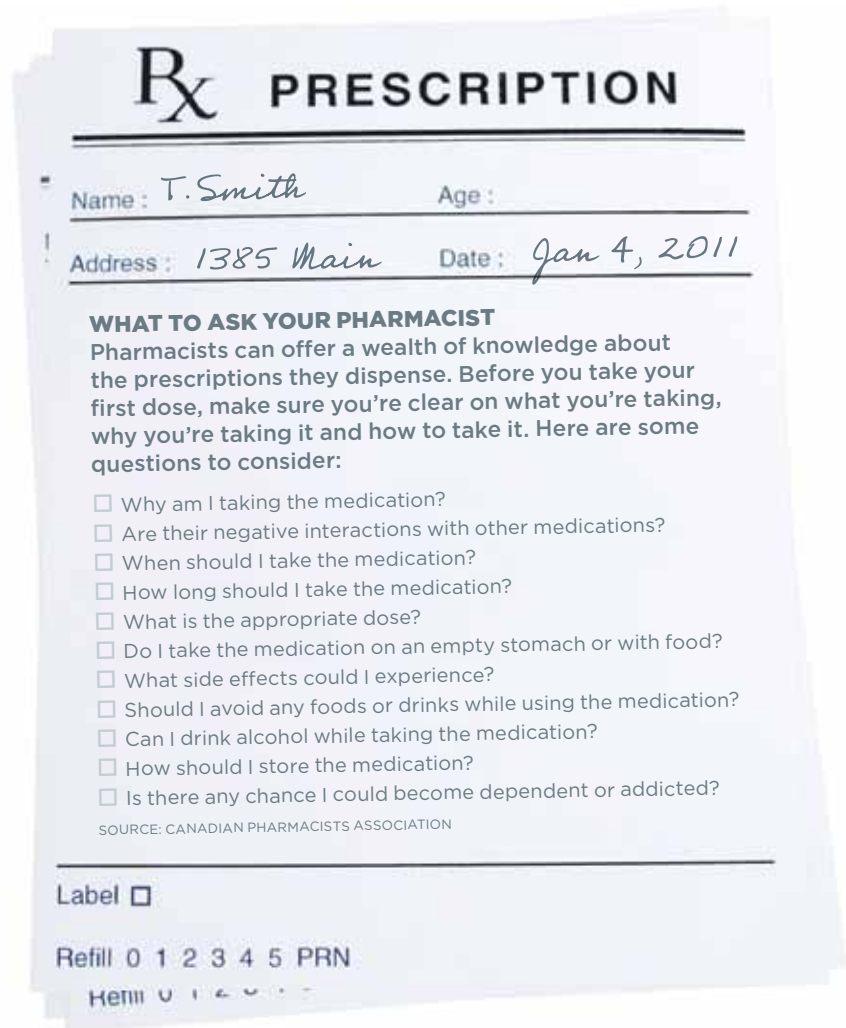 Rx PRESCRIPTION
Name : T. Smith Age :
Address : 1385 Main Date : Jan 4, 2011
WHAT TO ASK YOUR PHARMACIST
Pharmacists can offer a wealth of knowledge about
the prescriptions they dispense. Before you take your
first dose, make sure you're clear on what you're taking,
why you're taking it and how to take it. Here are some
questions to consider:
Why am I taking the medication?
Are their negative interactions with other medications?
When should I take the medication?
How long should I take the medication?
What is the appropriate dose?
Do I take the medication on an empty stomach or with food?
What side effects could I experience?
Should I avoid any foods or drinks while using the medication?
Can I drink alcohol while taking the medication?
How should I store the medication?
Is there any chance I could become dependent or addicted?
SOURCE: CANADIAN PHARMACISTS ASSOCIATION
Label
Refill 0 1 2 3 4 5 PRN
Refill 0 1 2